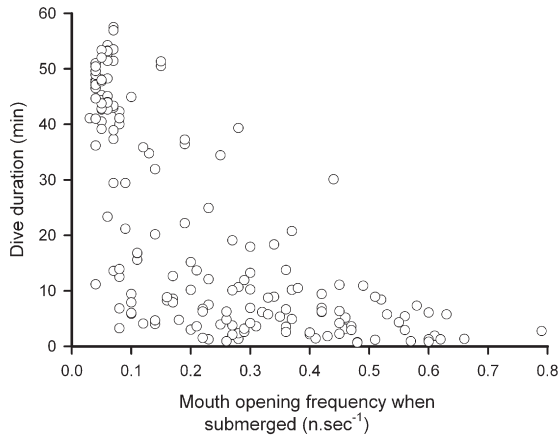 60
50
40
30
20
10
0
Dive duration (min)
0.0 0.1 0.2 0.3 0.4 0.5 0.6 0.7 0.8
Mouth opening frequency when
submerged (n.sec⁻¹)